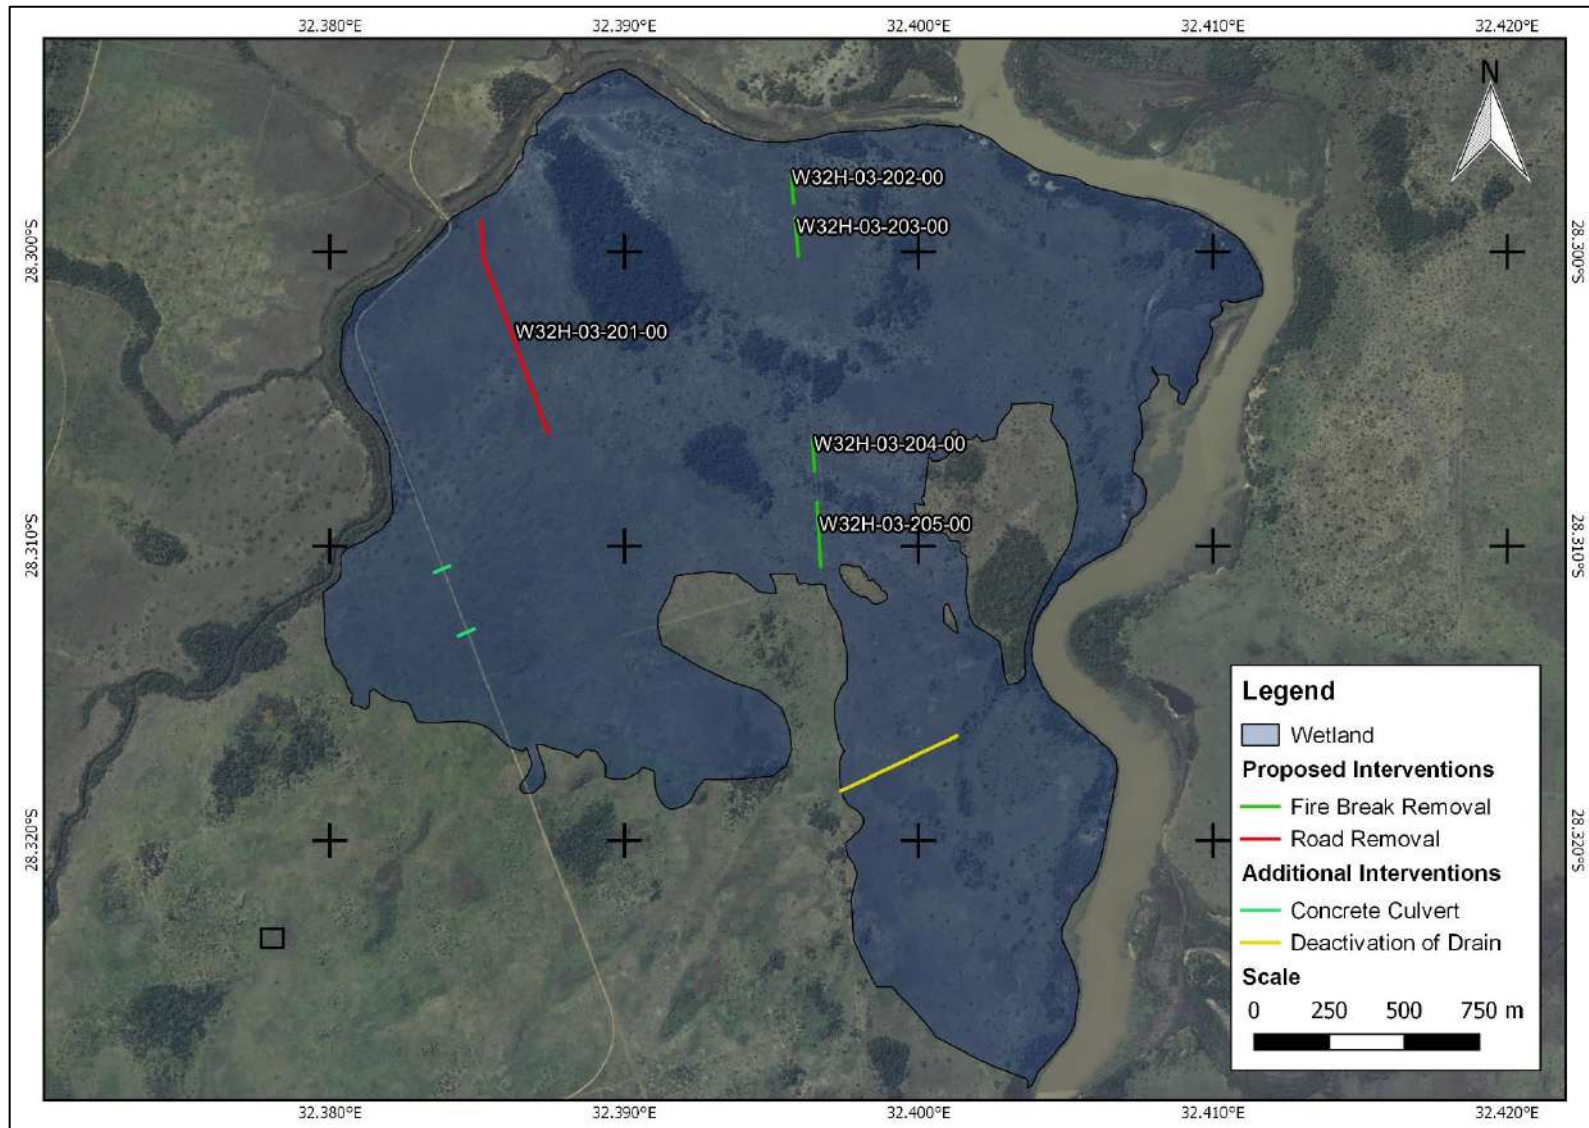 32.380°E 32.390°E 32.400°E 32.410°E 32.420°E
N
W32H-03-202-00
W32H-03-203-00
28.300°S 28.300°S
W32H-03-201-00
W32H-03-204-00
W32H-03-205-00
28.310°S 28.310°S
Legend
Wetland
Proposed Interventions
Fire Break Removal
Road Removal
Additional Interventions
Concrete Culvert
Deactivation of Drain
Scale
0 250 500 750 m
28.320°S 28.320°S
32.380°E 32.390°E 32.400°E 32.410°E 32.420°E